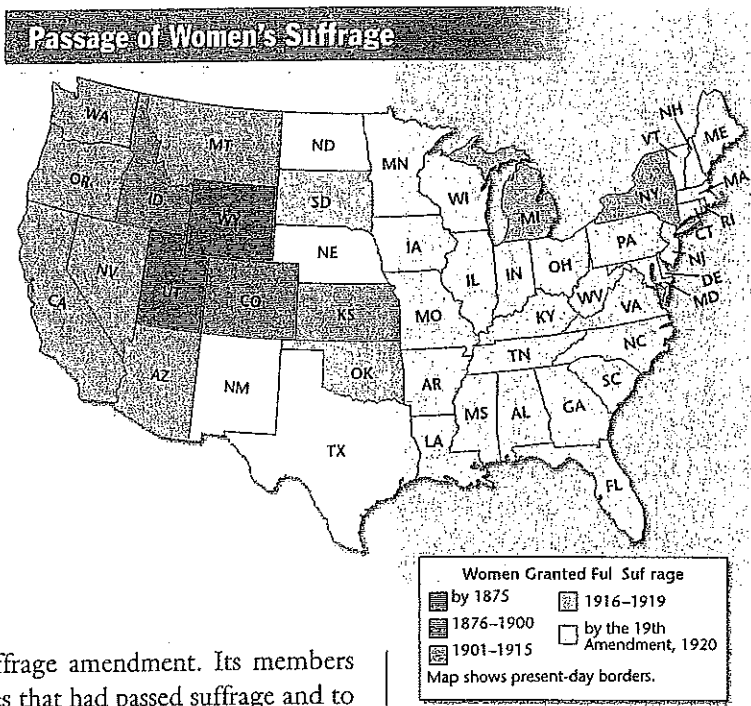 Passage of Women's Suffrage
WA
MT
ND
MN
OR
ID
WY
SD
WI
MI
NY
VT
NH
ME
MA
RI
CT
NJ
DE
MD
NV
CA
UT
CO
NE
IA
IL
IN
OH
PA
KS
MO
KY
WV
VA
AZ
NM
OK
AR
TN
NC
SC
TX
LA
MS
AL
GA
FL
Women Granted Ful Suf rage
by 1875
1876–1900
1901–1915
1916–1919
by the 19th
Amendment, 1920
Map shows present-day borders.
ffrage amendment. Its members
es that had passed suffrage and to